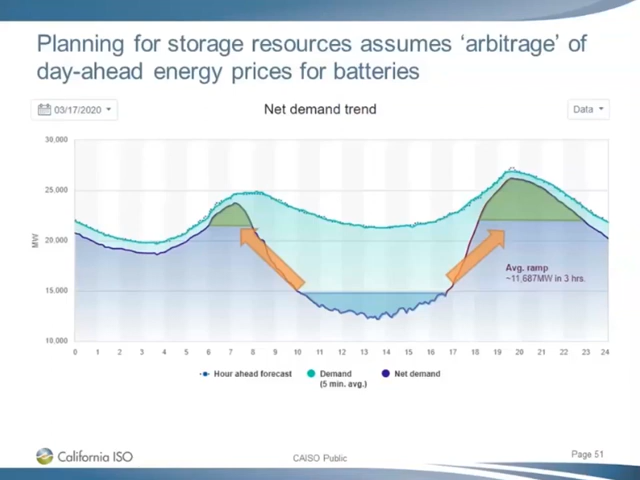 Planning for storage resources assumes ‘arbitrage’ of
day-ahead energy prices for batteries
03/17/2020
Net demand trend
Data
30,000
25,000
20,000
15,000
10,000
MW
Avg. ramp
~11,687MW in 3 hrs.
0 1 2 3 4 5 6 7 8 9 10 11 12 13 14 15 16 17 18 19 20 21 22 23 24
Hour ahead forecast
Demand
(5 min. avg.)
Net demand
California ISO
CAISO Public
Page 51